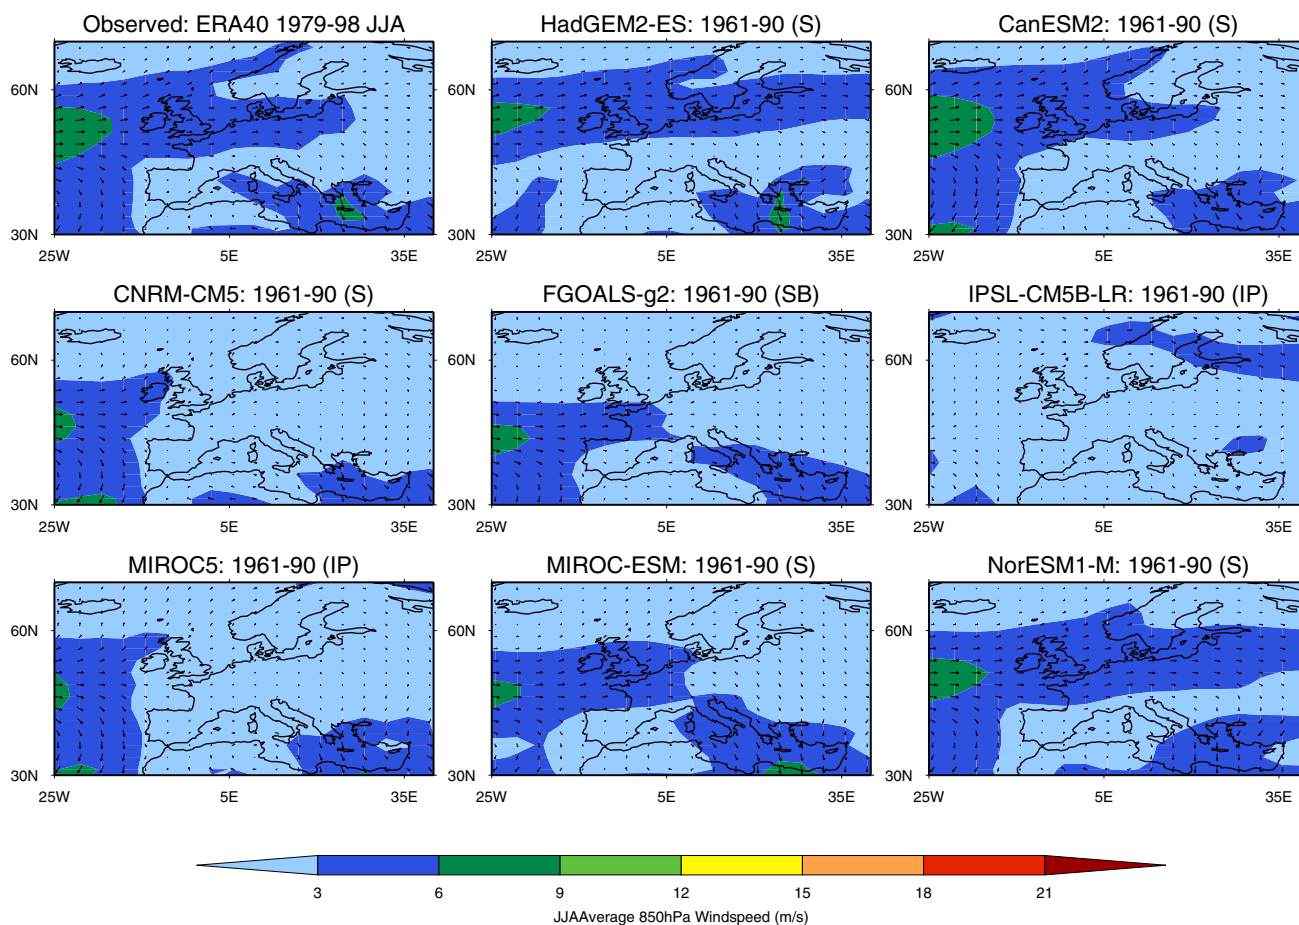 Observed: ERA40 1979-98 JJA
HadGEM2-ES: 1961-90 (S)
CanESM2: 1961-90 (S)
60N
60N
60N
30N
30N
30N
25W 5E 35E
25W 5E 35E
25W 5E 35E
CNRM-CM5: 1961-90 (S)
FGOALS-g2: 1961-90 (SB)
IPSL-CM5B-LR: 1961-90 (IP)
60N
60N
60N
30N
30N
30N
25W 5E 35E
25W 5E 35E
25W 5E 35E
MIROC5: 1961-90 (IP)
MIROC-ESM: 1961-90 (S)
NorESM1-M: 1961-90 (S)
60N
60N
60N
30N
30N
30N
25W 5E 35E
25W 5E 35E
25W 5E 35E
3 6 9 12 15 18 21
JJAAverage 850hPa Windspeed (m/s)